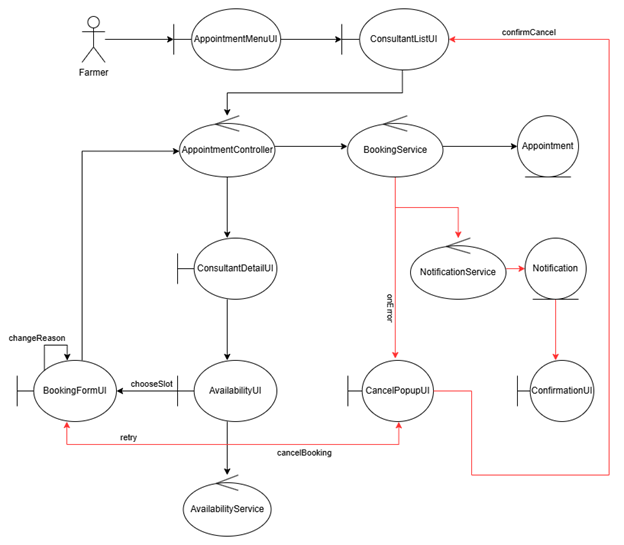 confirmCancel
AppointmentMenuUI
ConsultantListUI
Farmer
AppointmentController
BookingService
Appointment
ConsultantDetailUI
NotificationService
Notification
onError
changeReason
BookingFormUI
chooseSlot
AvailabilityUI
CancelPopupUI
ConfirmationUI
retry
cancelBooking
AvailabilityService